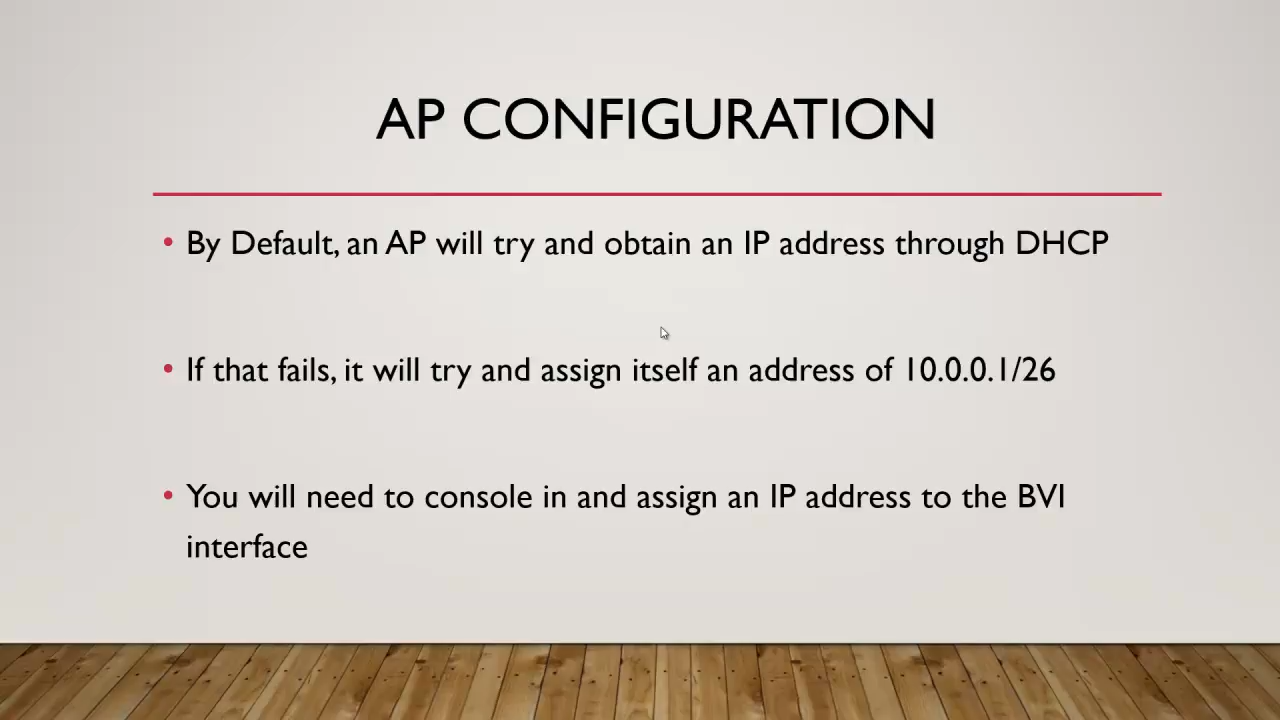 AP CONFIGURATION
• By Default, an AP will try and obtain an IP address through DHCP
• If that fails, it will try and assign itself an address of 10.0.0.1/26
• You will need to console in and assign an IP address to the BVI
interface